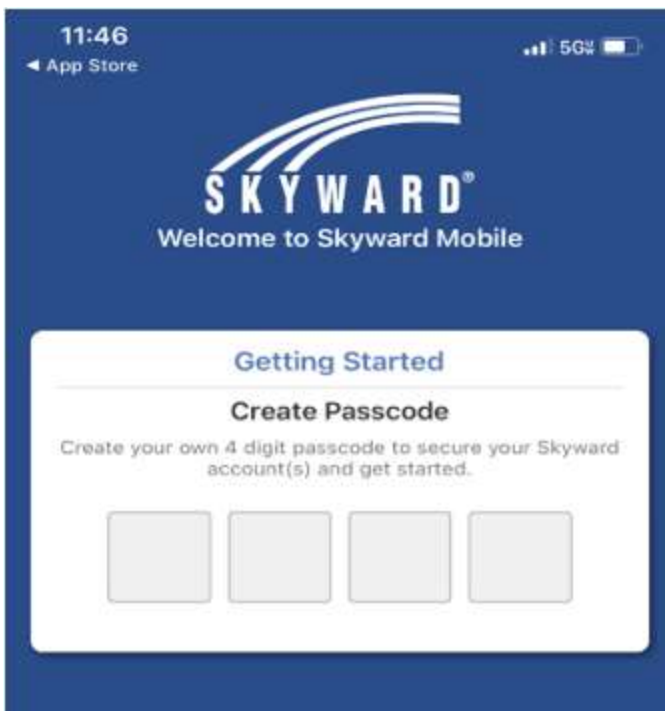 11:46
◄ App Store
5G
SKYWARD®
Welcome to Skyward Mobile
Getting Started
Create Passcode
Create your own 4 digit passcode to secure your Skyward
account(s) and get started.